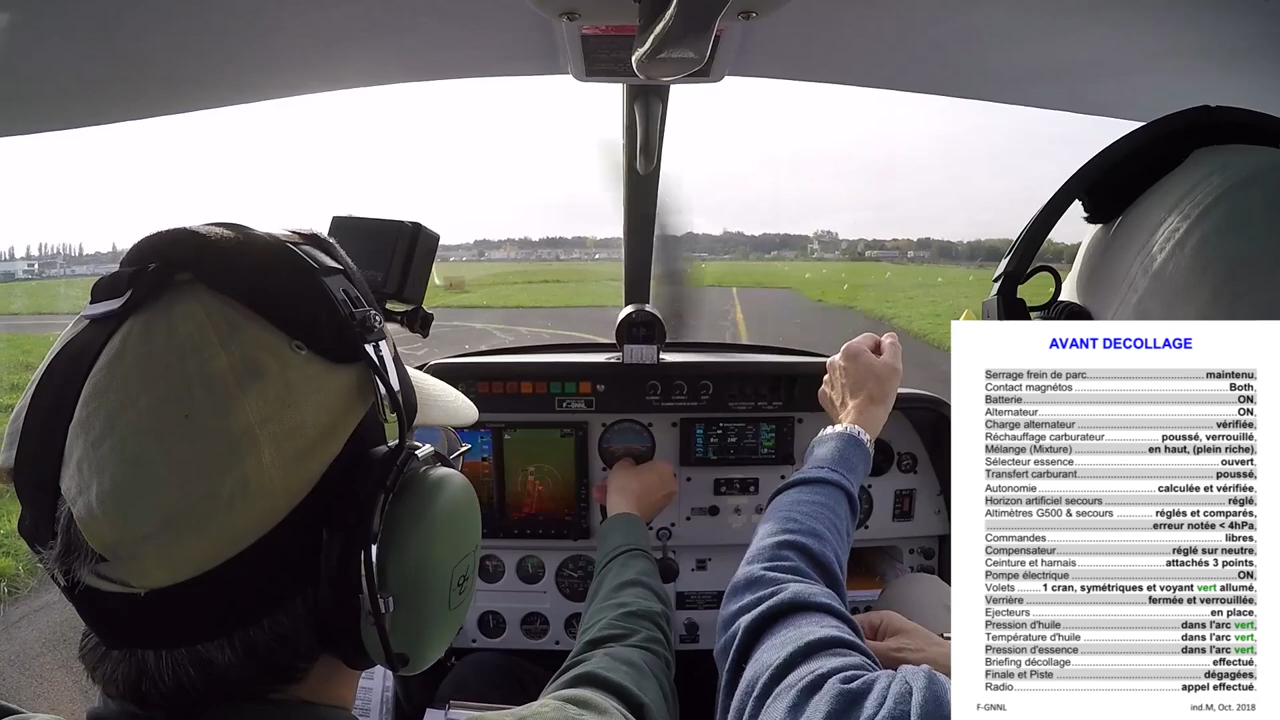 F-GNNL
AVANT DECOLLAGE
Serrage frein de parc.......................................... maintenu,
Contact magnétos ...................................................... Both,
Batterie ........................................................................ ON,
Alternateur ................................................................... ON,
Charge alternateur ................................................ vérifiée,
Réchauffage carburateur ..................... poussé, verrouillé,
Mélange (Mixture) ......................... en haut, (plein riche),
Sélecteur essence ................................................. ouvert,
Transfert carburant ............................................... poussé,
Autonomie .................................... calculée et vérifiée,
Horizon artificiel secours ........................................ réglé,
Altimètres G500 & secours ........... réglés et comparés,
.................................................. erreur notée < 4hPa,
Commandes ........................................................... libres,
Compensateur ....................................... réglé sur neutre,
Ceinture et harnais ............................ attachés 3 points,
Pompe électrique ......................................................... ON,
Volets ........ 1 cran, symétriques et voyant vert allumé,
Verrière ....................................... fermée et verrouillée,
Ejecteurs ............................................................ en place,
Pression d'huile ........................................ dans l'arc vert,
Température d'huile ................................. dans l'arc vert,
Pression d'essence .................................. dans l'arc vert,
Briefing décollage ................................................ effectué,
Finale et Piste .................................................... dégagées,
Radio ................................................... appel effectué.
F-GNNL ind.M, Oct. 2018